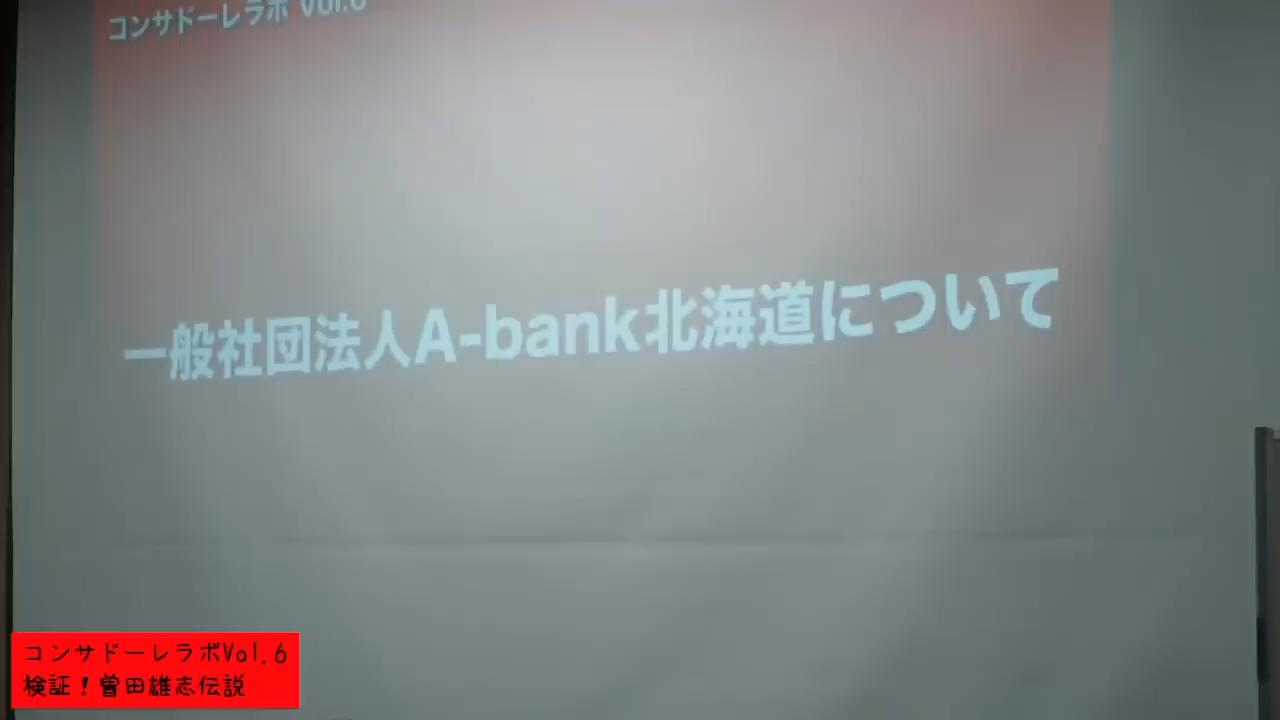 コンサドーレラボ Vol.6
一般社団法人A-bank北海道について
コンサドーレラボVol.6
検証！曽田雄志伝説